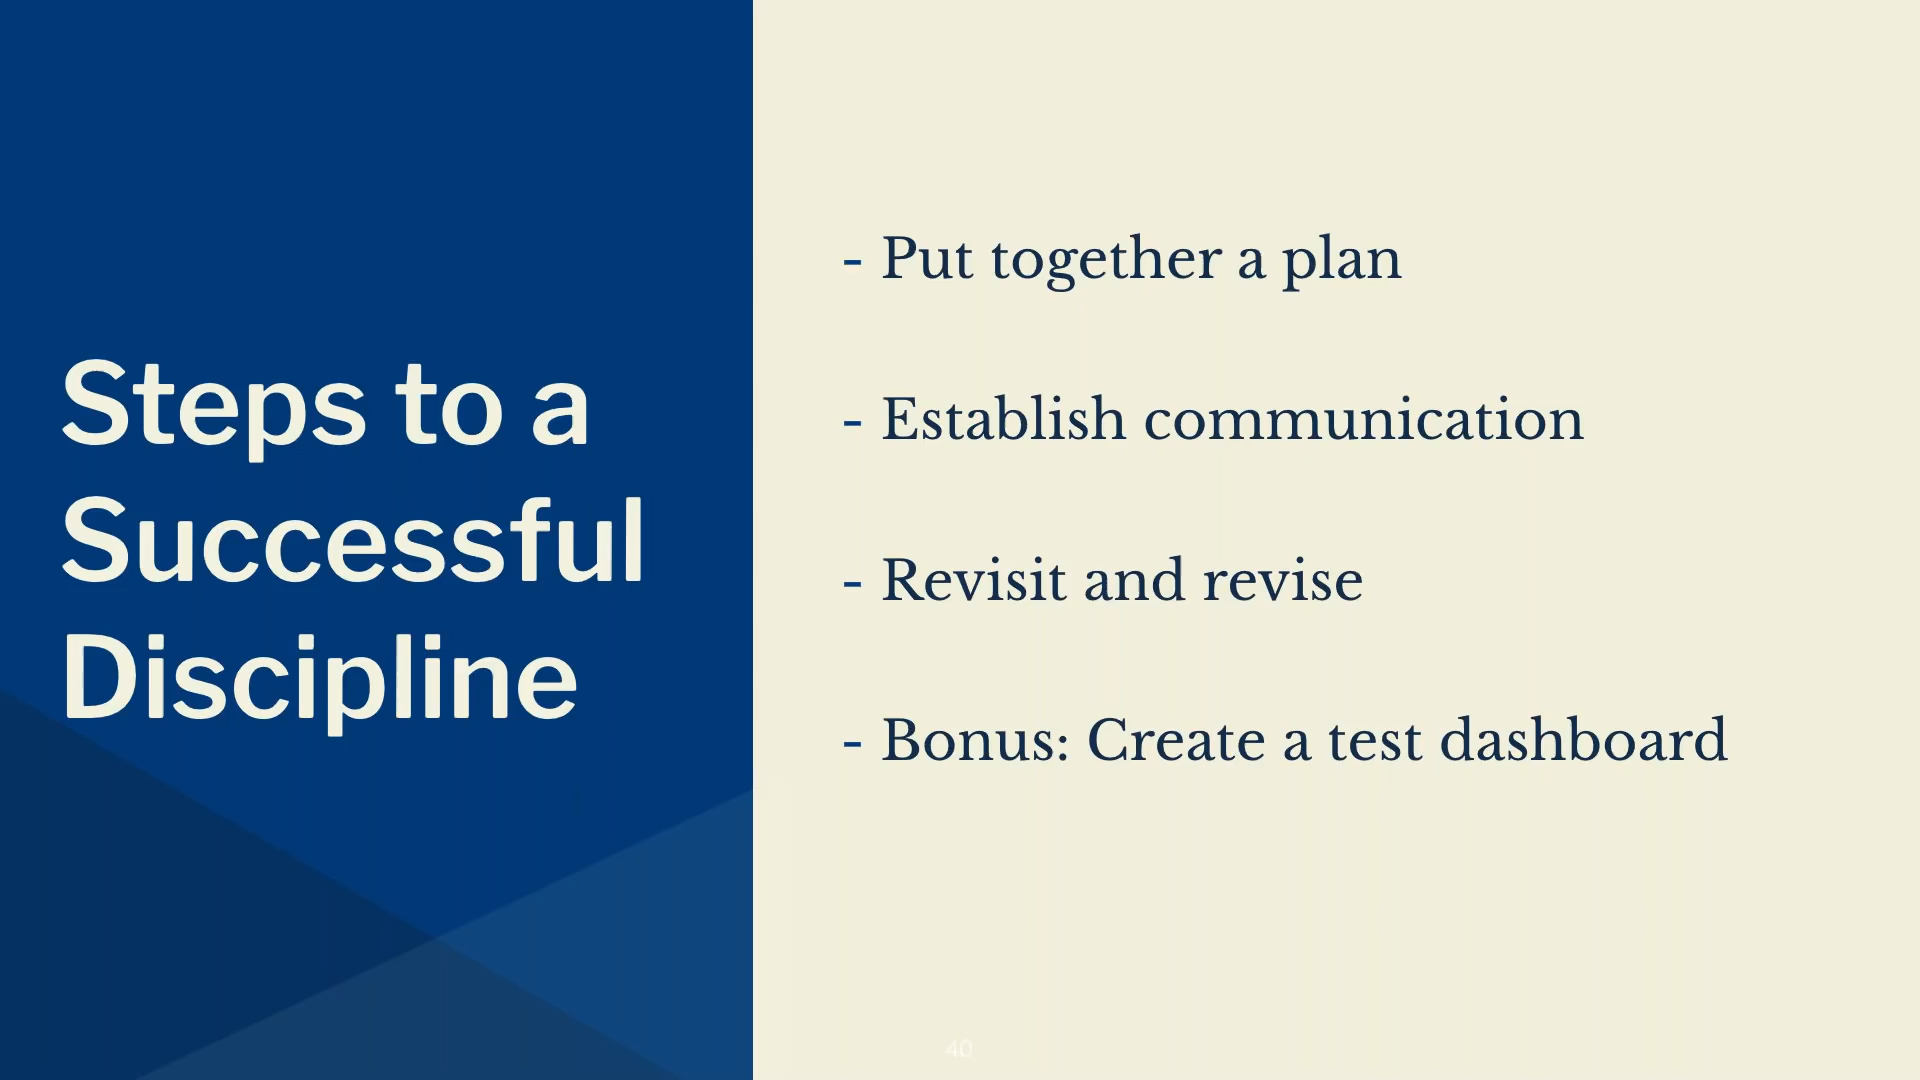 Steps to a
Successful
Discipline
- Put together a plan
- Establish communication
- Revisit and revise
- Bonus: Create a test dashboard
40